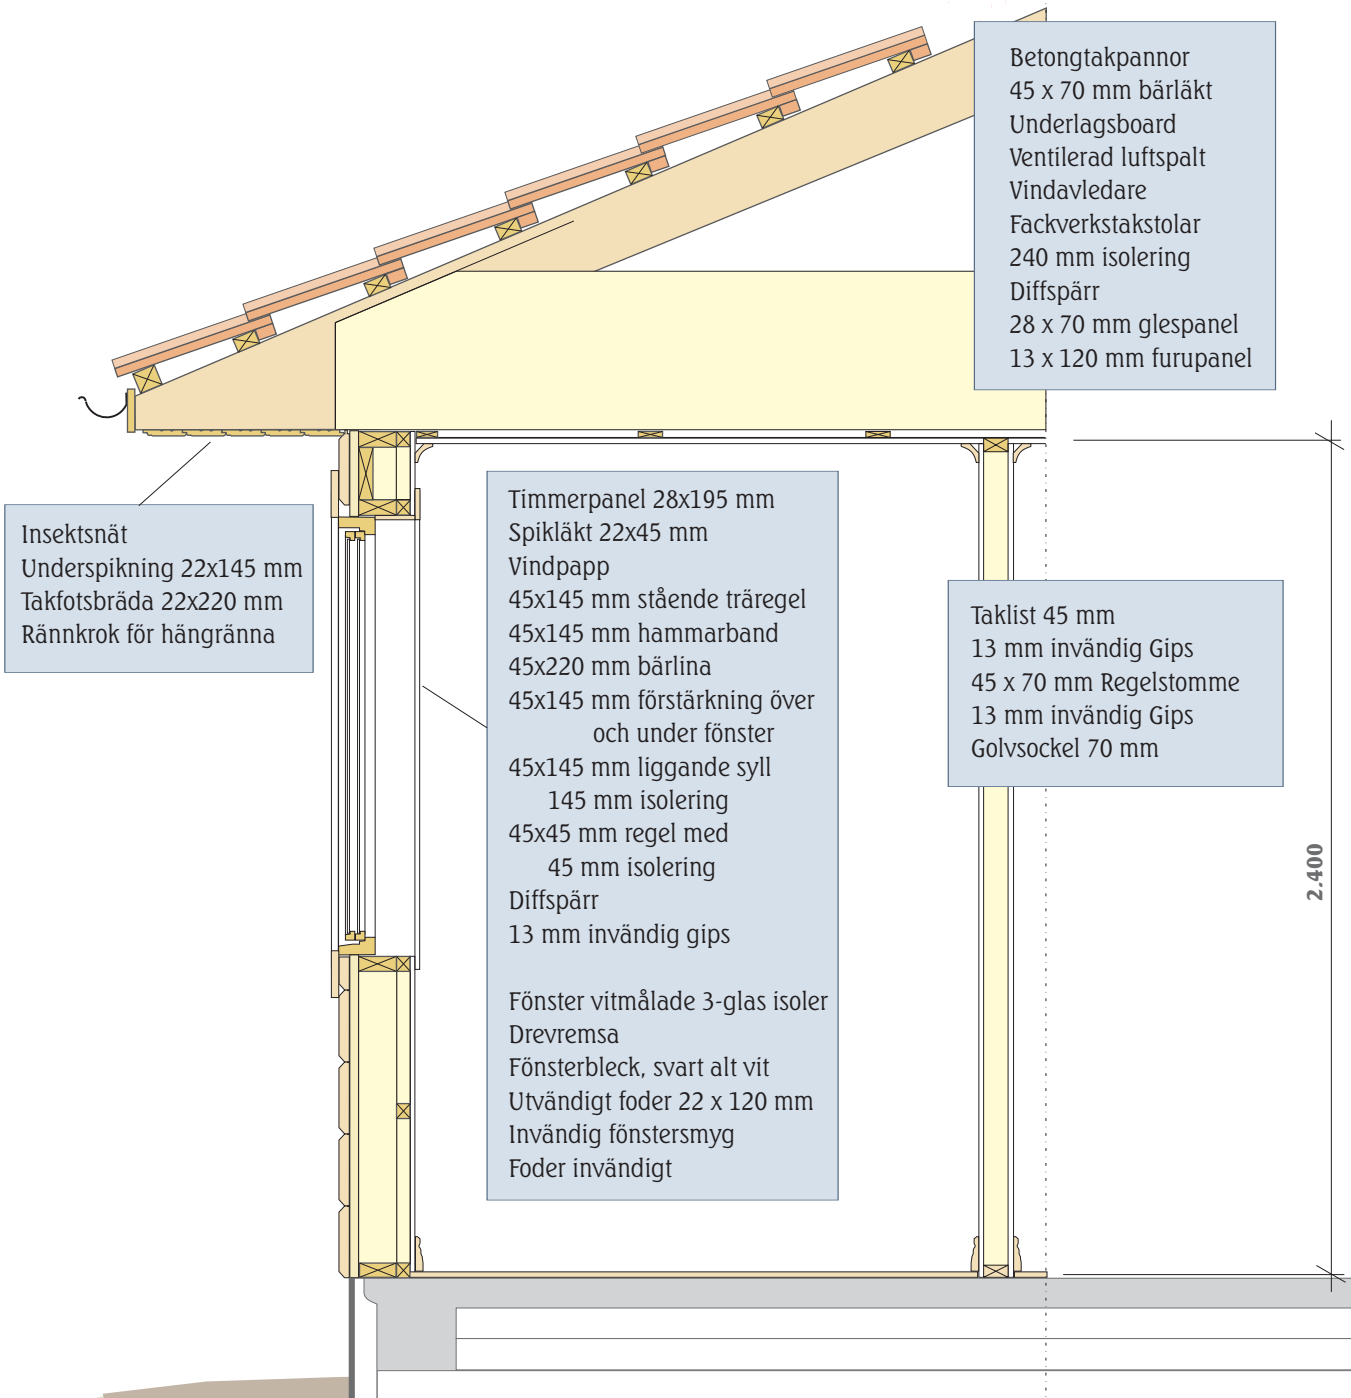 Betongtakpannor
45 x 70 mm bärläkt
Underlagsboard
Ventilerad luftspalt
Vindavledare
Fackverkstakstolar
240 mm isolering
Diffspärr
28 x 70 mm glespanel
13 x 120 mm furupanel
Insektsnät
Underspikning 22x145 mm
Takfotsbräda 22x220 mm
Rännkrok för hängränna
Timmerpanel 28x195 mm
Spikläkt 22x45 mm
Vindpapp
45x145 mm stående träregel
45x145 mm hammarband
45x220 mm bärlina
45x145 mm förstärkning över
och under fönster
45x145 mm liggande syll
145 mm isolering
45x45 mm regel med
45 mm isolering
Diffspärr
13 mm invändig gips
Fönster vitmålade 3-glas isoler
Drevremsa
Fönsterbleck, svart alt vit
Utvändigt foder 22 x 120 mm
Invändig fönstersmyg
Foder invändigt
Taklist 45 mm
13 mm invändig Gips
45 x 70 mm Regelstomme
13 mm invändig Gips
Golvsockel 70 mm
2.400